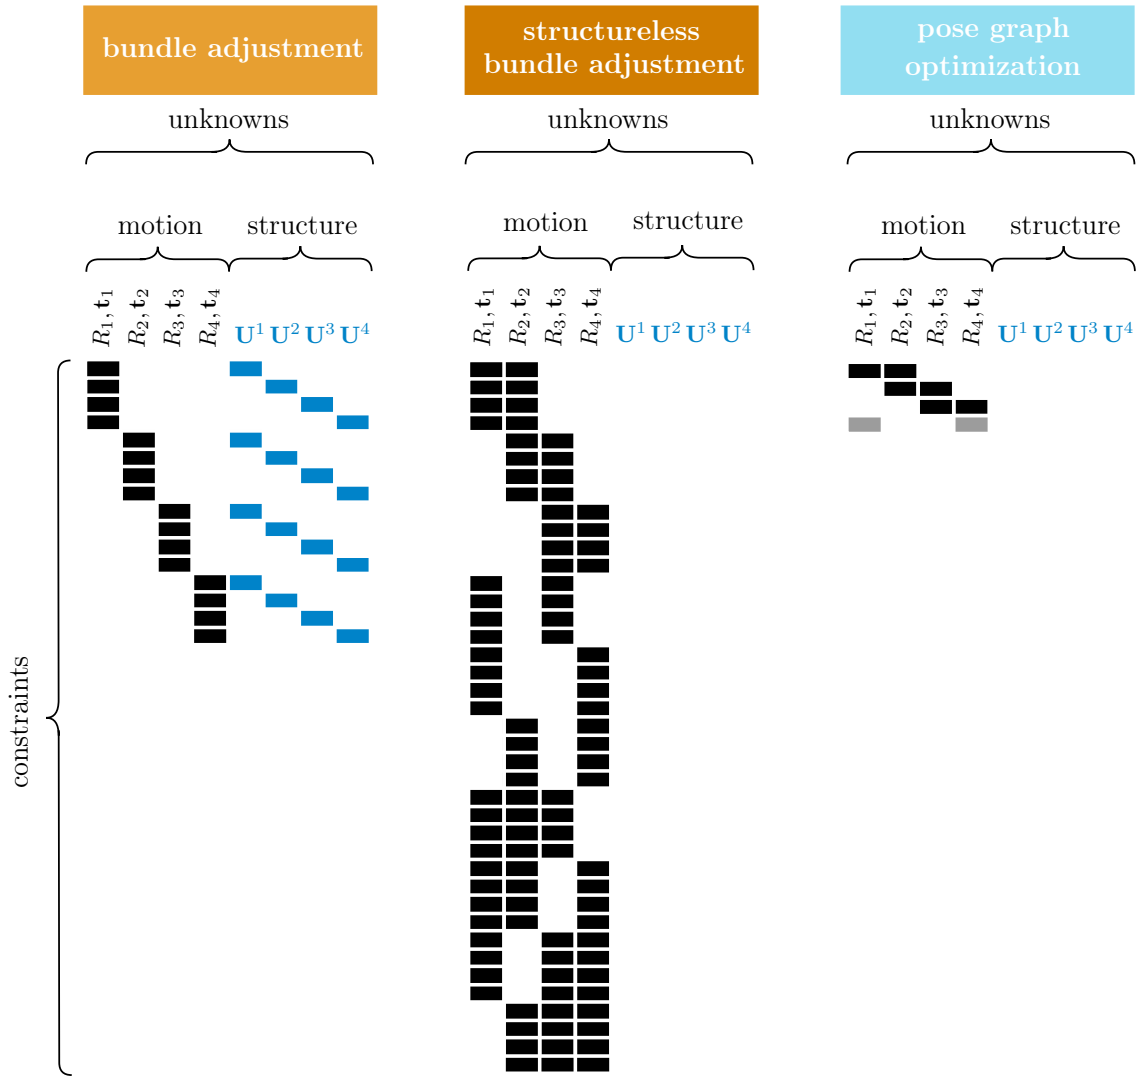 bundle adjustment
structureless
bundle adjustment
pose graph
optimization
unknowns
unknowns
unknowns
motion
structure
motion
structure
motion
structure
R₁, t₁
R₂, t₂
R₃, t₃
R₄, t₄
U¹ U² U³ U⁴
R₁, t₁
R₂, t₂
R₃, t₃
R₄, t₄
U¹ U² U³ U⁴
R₁, t₁
R₂, t₂
R₃, t₃
R₄, t₄
U¹ U² U³ U⁴
constraints